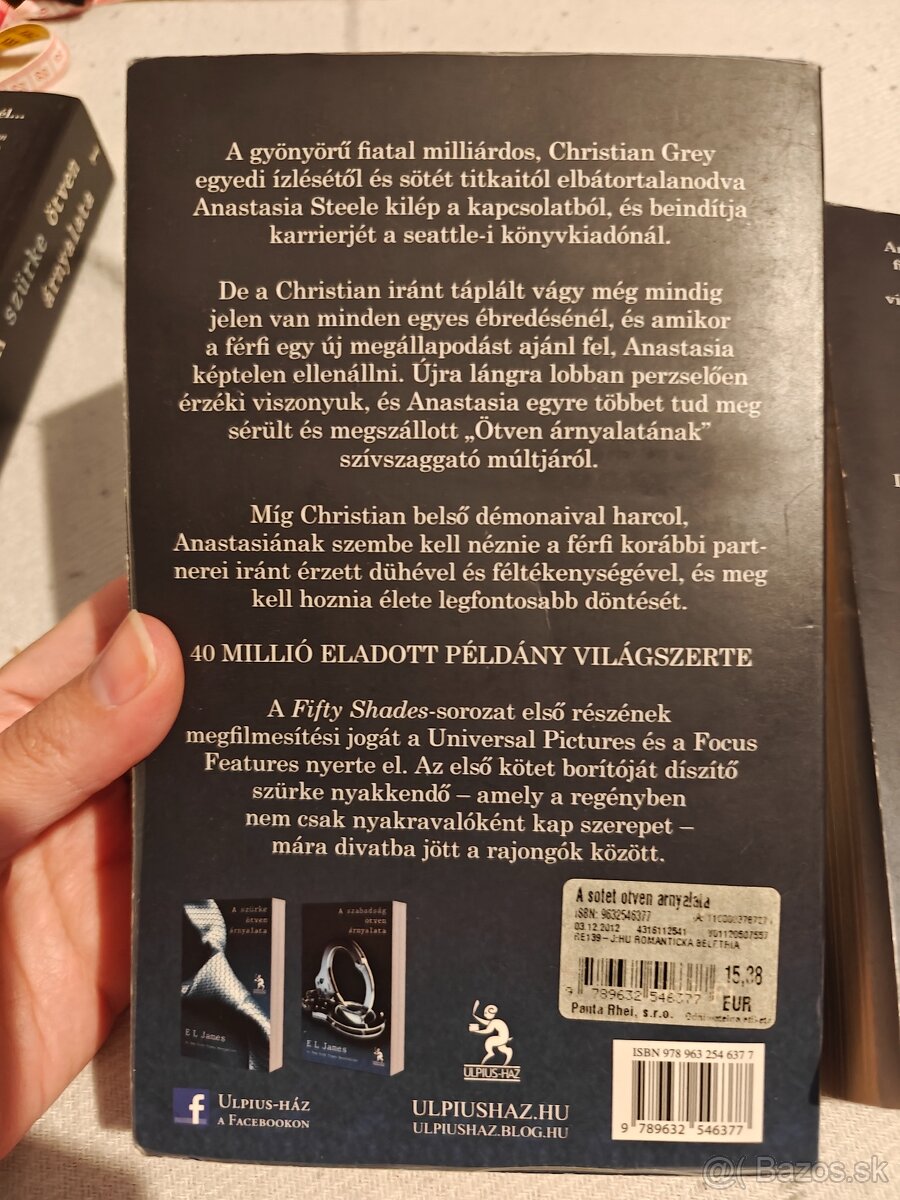 A gyönyörű fiatal milliárdos, Christian Grey
egyedi ízlésétől és sötét titkaitól elbátortalanodva
Anastasia Steele kilép a kapcsolatból, és beindítja
karrierjét a seattle-i könyvkiadónál.
De a Christian iránt táplált vágy még mindig
jelen van minden egyes ébredésénél, és amikor
a férfi egy új megállapodást ajánl fel, Anastasia
képtelen ellenállni. Újra lángra lobban perzselően
érzéki viszonyuk, és Anastasia egyre többet tud meg
sérült és megszállott „Ötven árnyalatának”
szívszaggató múltjáról.
Míg Christian belső démonaival harcol,
Anastasiának szembe kell néznie a férfi korábbi part-
nerei iránt érzett dühével és féltékenységével, és meg
kell hoznia élete legfontosabb döntését.
40 MILLIÓ ELADOTT PÉLDÁNY VILÁGSZERTE
A Fifty Shades-sorozat első részének
megfilmesítési jogát a Universal Pictures és a Focus
Features nyerte el. Az első kötet borítóját díszítő
szürke nyakkendő – amely a regényben
nem csak nyakravalóként kap szerepet –
mára divatba jött a rajongók között.
A szürke
ötven
árnyalata
E L James
A szabadság
ötven
árnyalata
E L James
A sotet otven arnyalata
ISBN: 9632546377
03.12.2012 4316112541
RE139 - J:HU ROMANTICKA BELETRIA
15,38
EUR
9 789632 546377
Panta Rhei, s.r.o.
ULPIUS-HÁZ
ISBN 978 963 254 637 7
9 789632 546377
ULPIUS-HÁZ
A FACEBOOKON
ULPIUSHAZ.HU
ULPIUSHAZ.BLOG.HU
szürke ötven
árnyalata
Bazos.sk